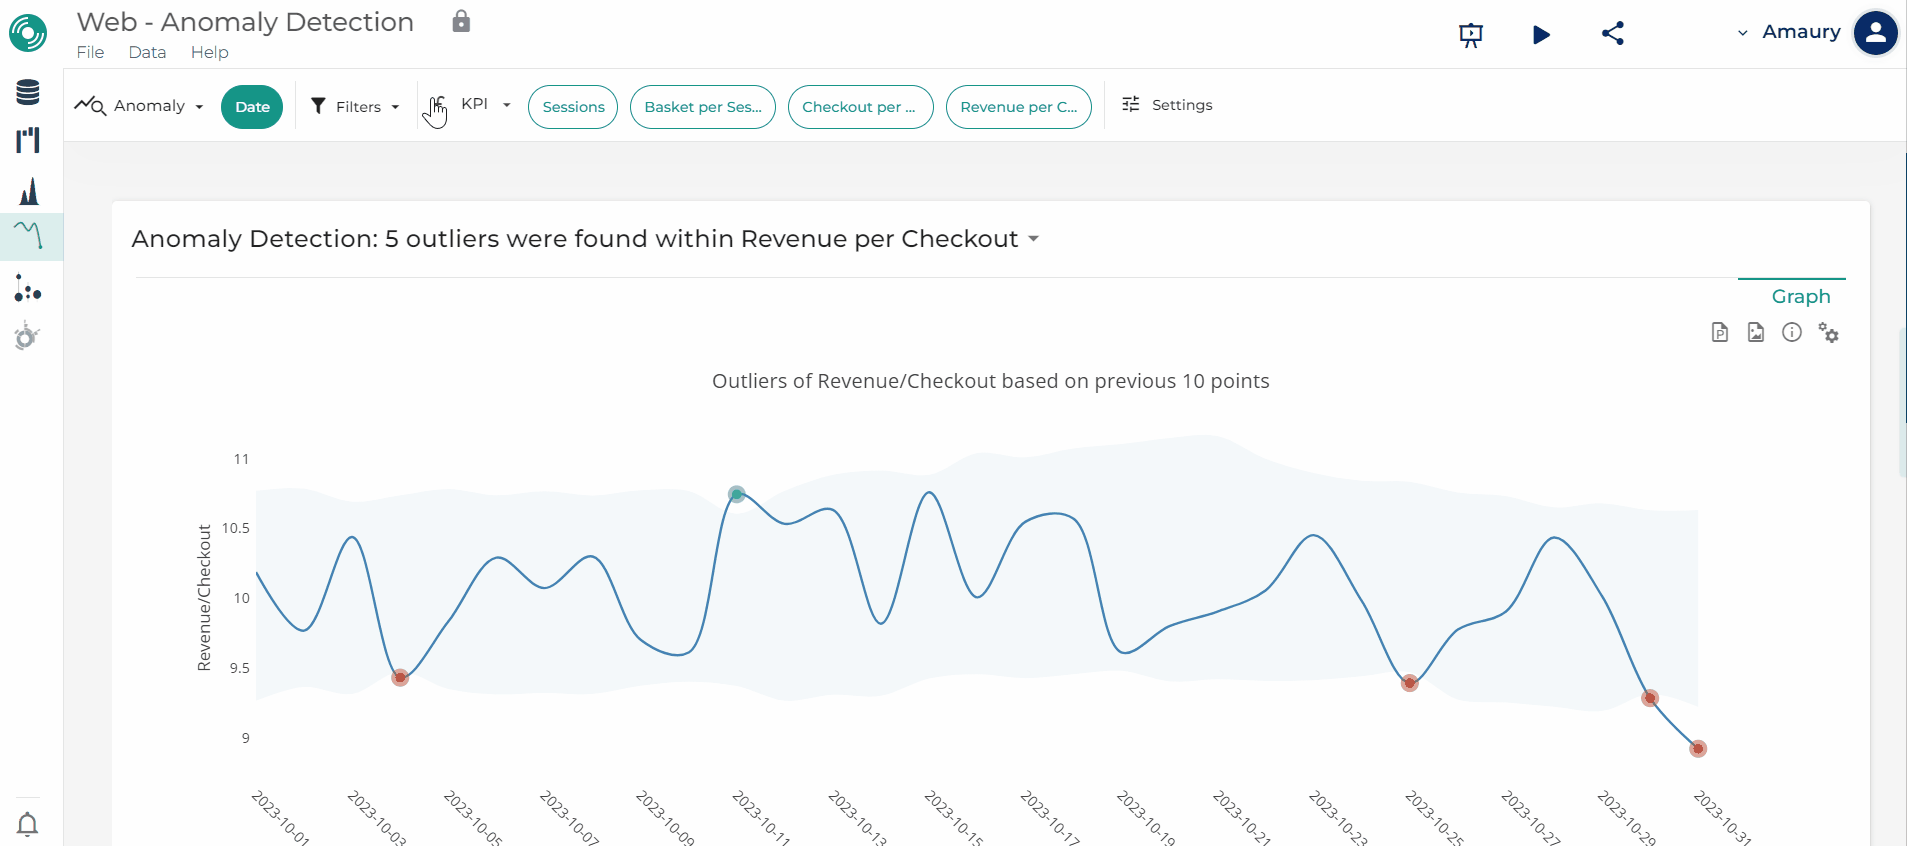 Web - Anomaly Detection
File Data Help
Amaury
Anomaly Date Filters KPI Sessions Basket per Ses... Checkout per ... Revenue per C... Settings
Anomaly Detection: 5 outliers were found within Revenue per Checkout
Graph
P
Outliers of Revenue/Checkout based on previous 10 points
Revenue/Checkout
11
10.5
10
9.5
9
2023-10-01
2023-10-03
2023-10-05
2023-10-07
2023-10-09
2023-10-11
2023-10-13
2023-10-15
2023-10-17
2023-10-19
2023-10-21
2023-10-23
2023-10-25
2023-10-27
2023-10-29
2023-10-31